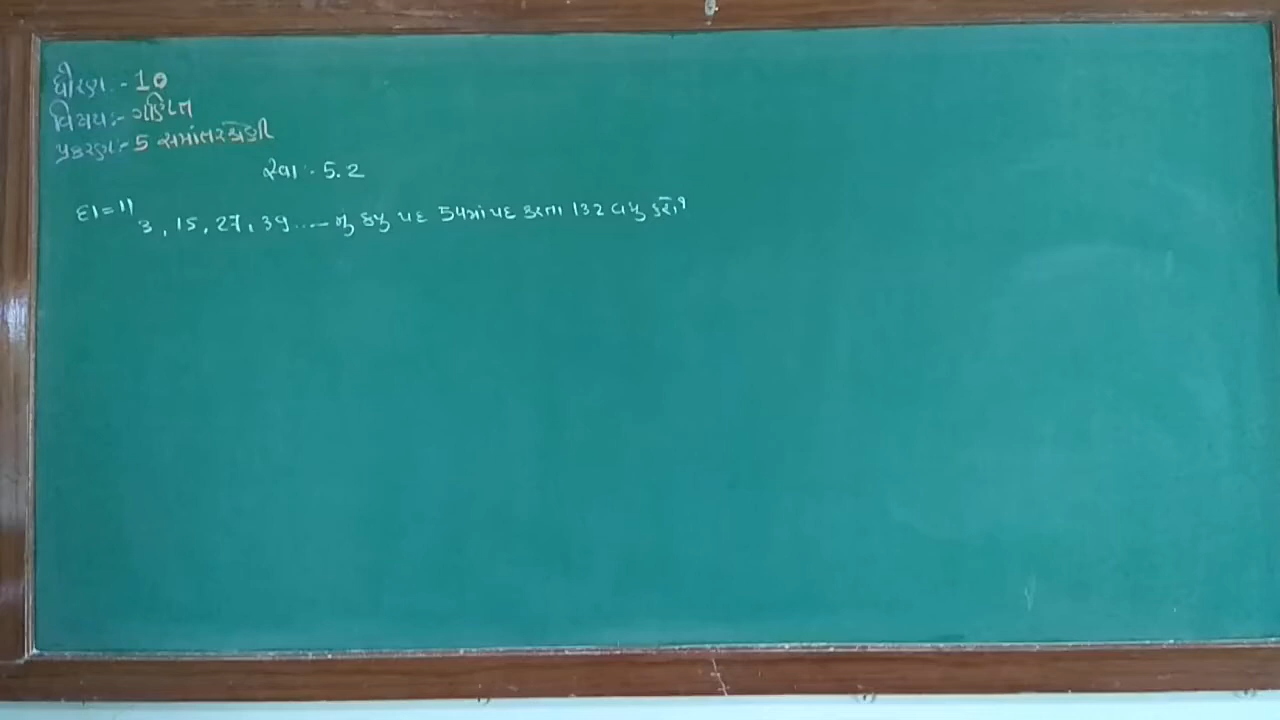 ધોરણ :- 10
વિષય:- ગણિત
પ્રકરણ:- 5 સમાંતર શ્રેણી
સ્વા :- 5.2
દા=11
3, 15, 27, 39 ..... નું કયુ પદ 54માં પદ કરતા 132 વધુ હશે?